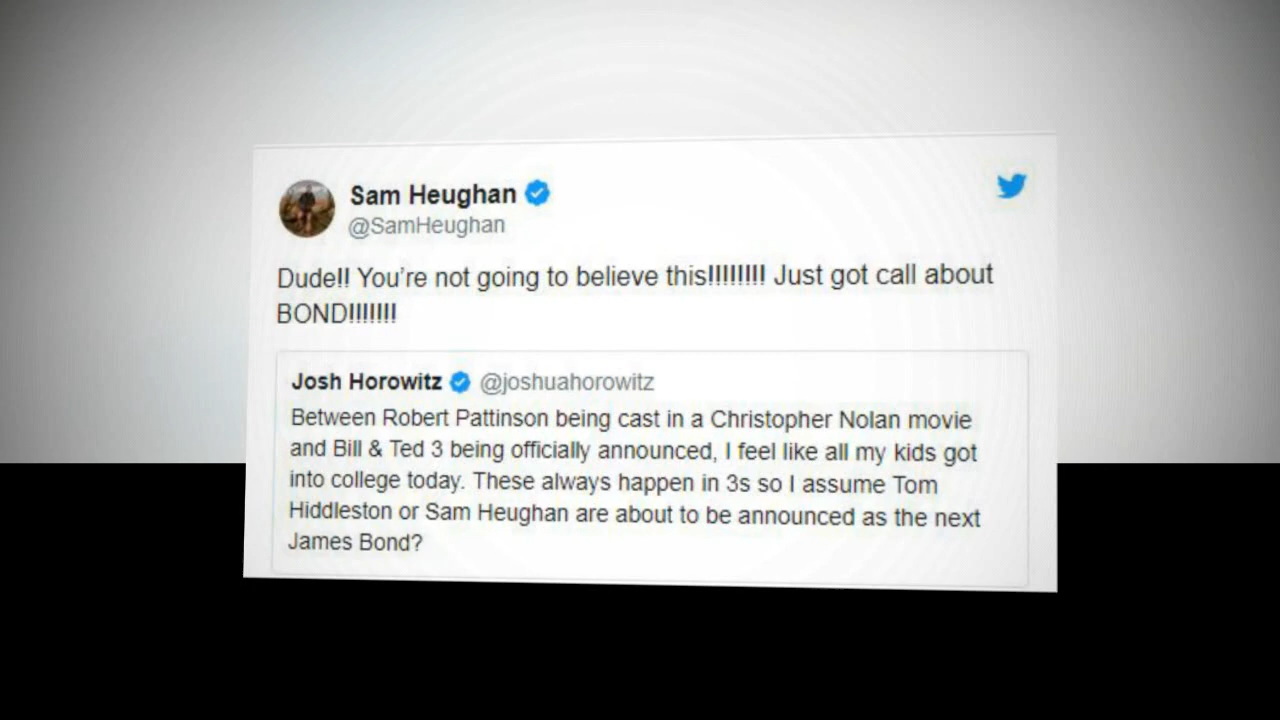 Sam Heughan
@SamHeughan
Dude!! You’re not going to believe this!!!!!!!! Just got call about
BOND!!!!!!!
Josh Horowitz @joshuahorowitz
Between Robert Pattinson being cast in a Christopher Nolan movie
and Bill & Ted 3 being officially announced, I feel like all my kids got
into college today. These always happen in 3s so I assume Tom
Hiddleston or Sam Heughan are about to be announced as the next
James Bond?